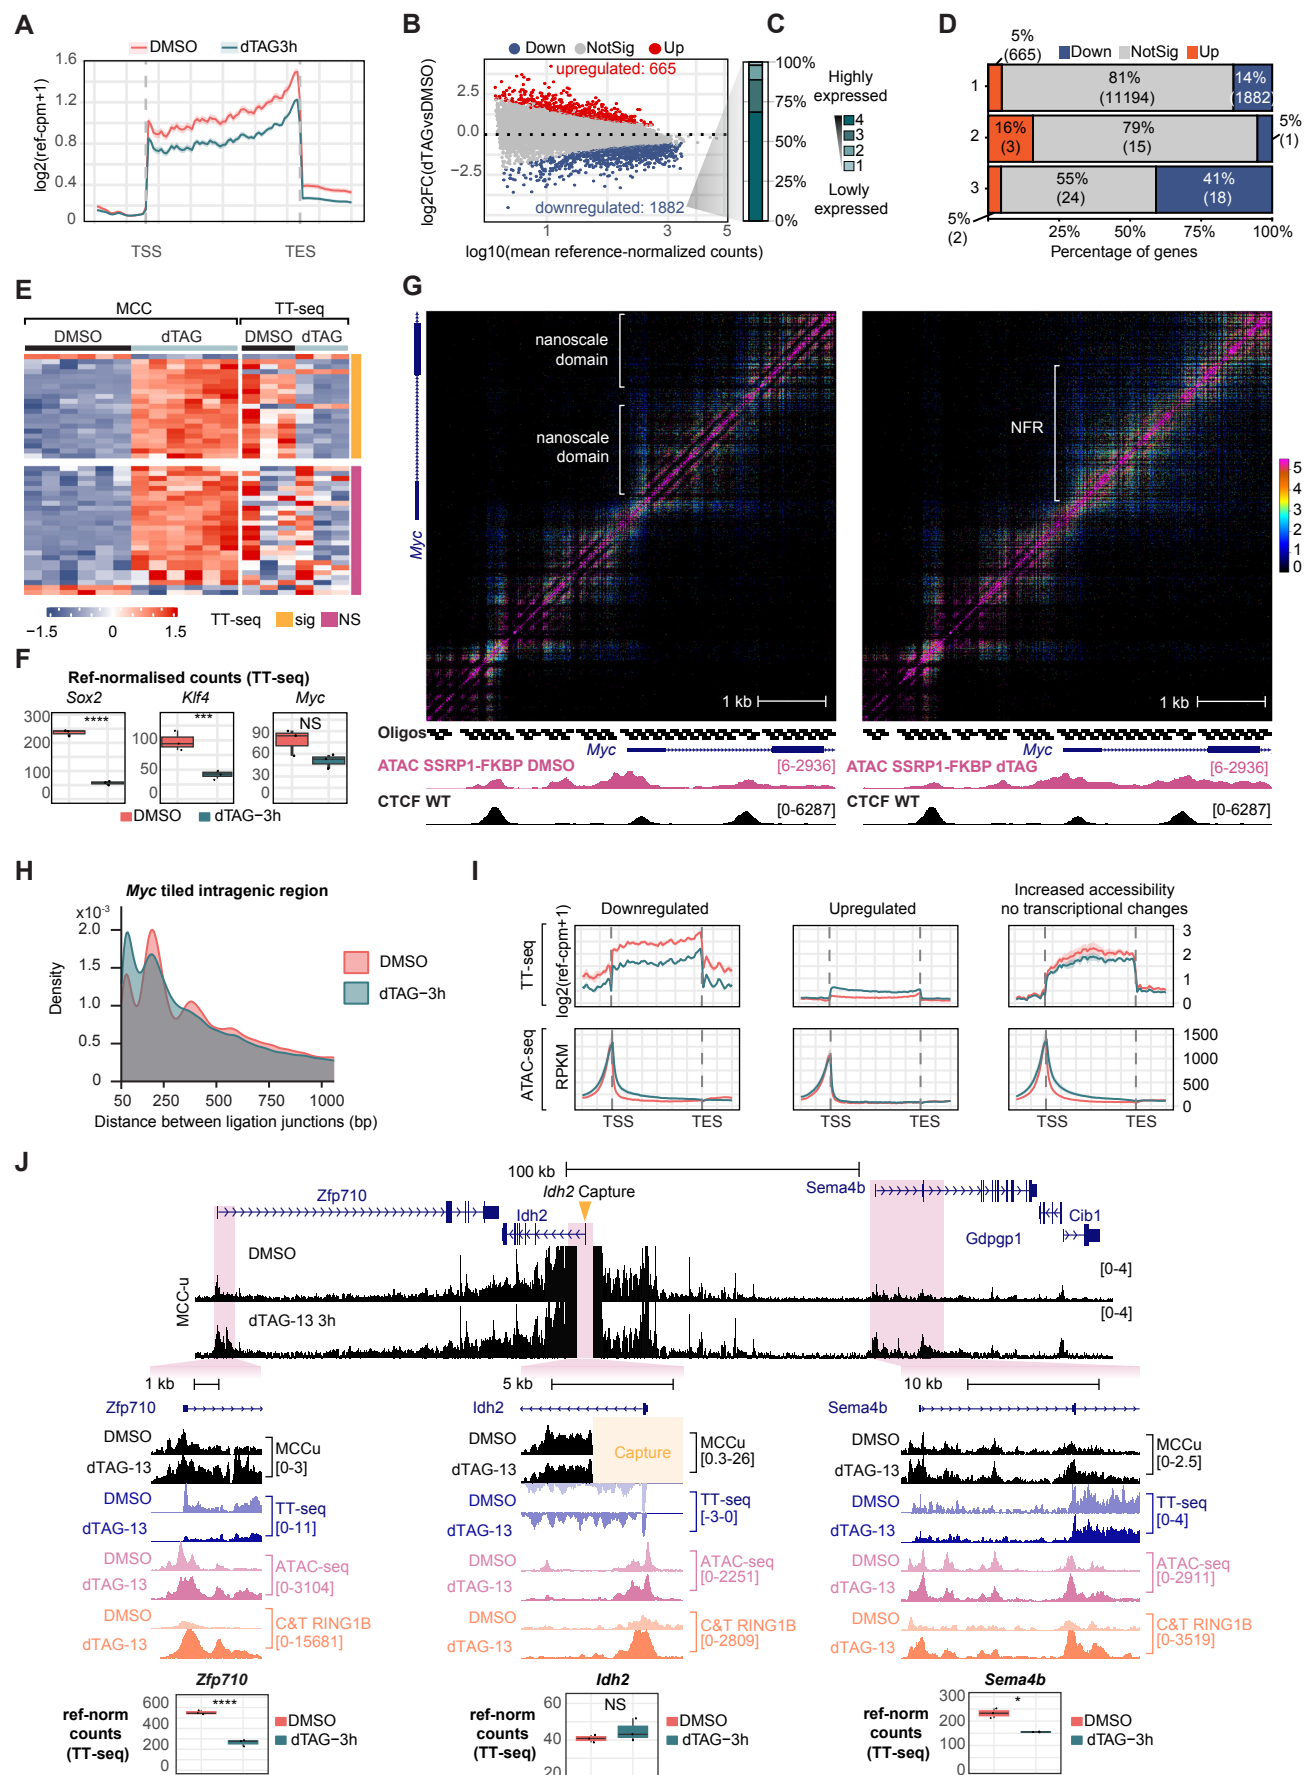 A
DMSO dTAG3h
log2(ref-cpm+1)
1.6
1.2
0.8
0.4
0
TSS TES
B
Down NotSig Up
upregulated: 665
downregulated: 1882
log2FC(dTAGvsDMSO)
2.5
0.0
−2.5
1 3 5
log10(mean reference-normalized counts)
C
100%
75%
50%
25%
0%
Highly
expressed
4
3
2
1
Lowly
expressed
D
5%
(665)
Down NotSig Up
1
81%
(11194)
14%
(1882)
2
16%
(3)
79%
(15)
5%
(1)
3
55%
(24)
41%
(18)
5%
(2)
25% 50% 75% 100%
Percentage of genes
E
MCC TT-seq
DMSO dTAG DMSO dTAG
−1.5 0 1.5
TT-seq sig NS
F
Ref-normalised counts (TT-seq)
Sox2 Klf4 Myc
300
200
100
0
****
100
50
0
***
90
60
30
0
NS
DMSO dTAG−3h
G
Myc
nanoscale
domain
nanoscale
domain
1 kb
NFR
1 kb
5
4
3
2
1
0
Oligos
Myc Myc
ATAC SSRP1-FKBP DMSO [6-2936]
CTCF WT [0-6287]
ATAC SSRP1-FKBP dTAG [6-2936]
CTCF WT [0-6287]
H
Myc tiled intragenic region
x10-3
2.0
1.5
1.0
0.5
0
Density
50 250 500 750 1000
Distance between ligation junctions (bp)
DMSO
dTAG−3h
I
Downregulated Upregulated
Increased accessibility
no transcriptional changes
TT-seq
log2(ref-cpm+1)
3
2
1
0
ATAC-seq
RPKM
1500
1000
500
0
TSS TES TSS TES TSS TES
J
100 kb
Zfp710
Idh2 Capture
Idh2
Sema4b
Gdpgp1
Cib1
MCC-u
DMSO [0-4]
dTAG-13 3h [0-4]
1 kb
Zfp710
DMSO
dTAG-13
MCCu
[0-3]
DMSO
dTAG-13
TT-seq
[0-11]
DMSO
dTAG-13
ATAC-seq
[0-3104]
DMSO
dTAG-13
C&T RING1B
[0-15681]
5 kb
Idh2
DMSO
dTAG-13
Capture
MCCu
[0.3-26]
DMSO
dTAG-13
TT-seq
[-3-0]
DMSO
dTAG-13
ATAC-seq
[0-2251]
DMSO
dTAG-13
C&T RING1B
[0-2809]
10 kb
Sema4b
DMSO
dTAG-13
MCCu
[0-2.5]
DMSO
dTAG-13
TT-seq
[0-4]
DMSO
dTAG-13
ATAC-seq
[0-2911]
DMSO
dTAG-13
C&T RING1B
[0-3519]
Zfp710
ref-norm
counts
(TT-seq)
600
400
200
0
****
DMSO
dTAG−3h
Idh2
ref-norm
counts
(TT-seq)
60
40
20
NS
DMSO
dTAG−3h
Sema4b
ref-norm
counts
(TT-seq)
300
200
100
0
*
DMSO
dTAG−3h